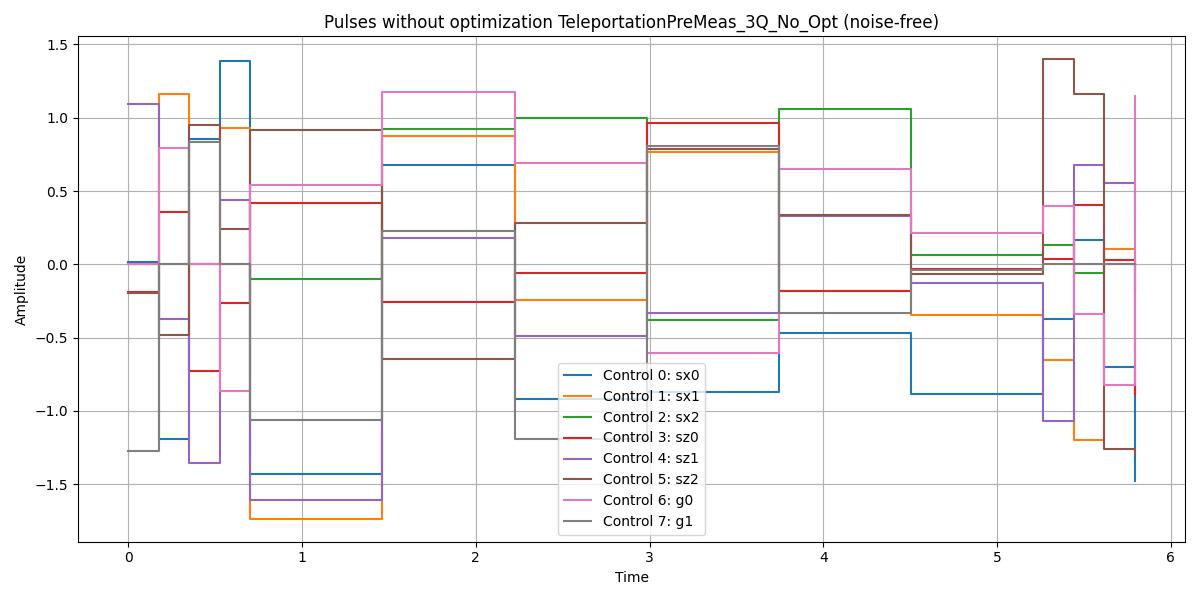 Pulses without optimization TeleportationPreMeas_3Q_No_Opt (noise-free)
1.5
1.0
0.5
0.0
−0.5
−1.0
−1.5
Amplitude
Control 0: sx0
Control 1: sx1
Control 2: sx2
Control 3: sz0
Control 4: sz1
Control 5: sz2
Control 6: g0
Control 7: g1
0 1 2 3 4 5 6
Time